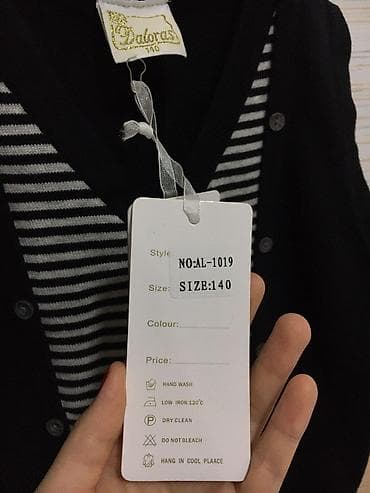 Daloras
140
Style
NO:AL-1019
Size:
SIZE:140
Colour:
Price:
HAND WASH
LOW IRON 120°C
P
DRY CLEAN
DO NOT BLEACH
HANG IN COOL PLAACE